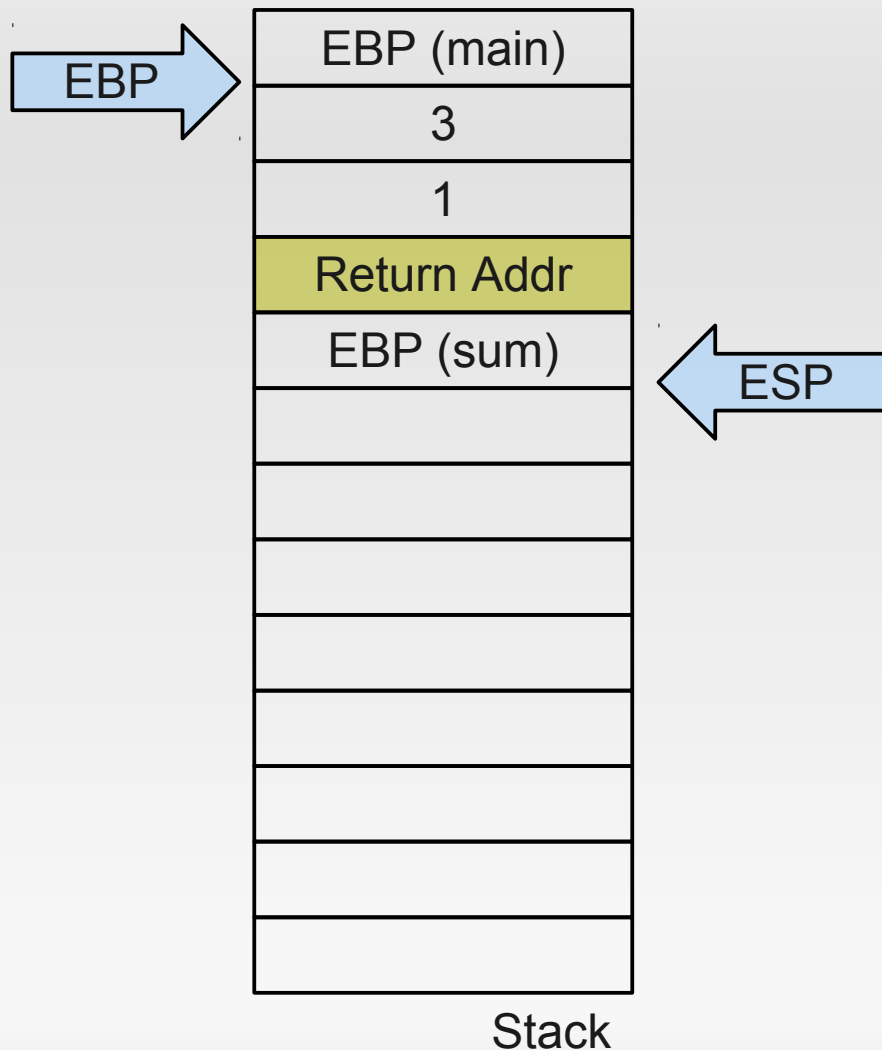 EBP (main)
EBP
3
1
Return Addr
EBP (sum)
ESP
Stack